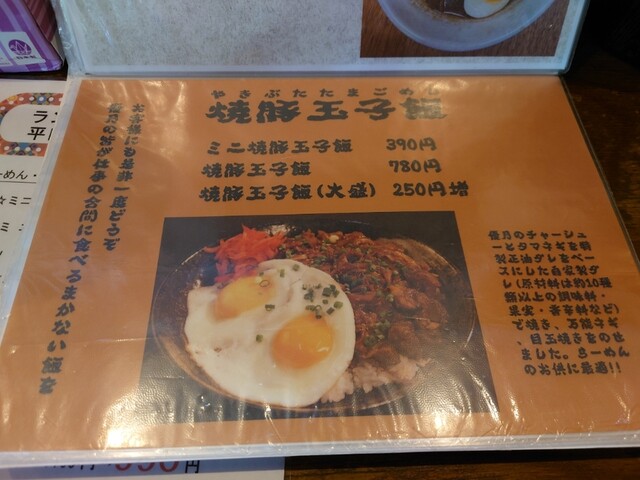 やきぶたたまごめし
焼豚玉子飯
ミニ焼豚玉子飯 390円
焼豚玉子飯 780円
焼豚玉子飯(大盛) 250円増
お客様にも是非一度どうぞ
優乃の者が仕事の合間に食べるまかない飯を
優乃のチャーシュ
ーとタマネギを特
製正油ダレをベー
スにした自家製ダ
レ(原材料は約10種
類以上の調味料・
果実・香辛料など)
で焼き、万能ネギ
、目玉焼きをのせ
ました。らーめん
のお供に最適!!